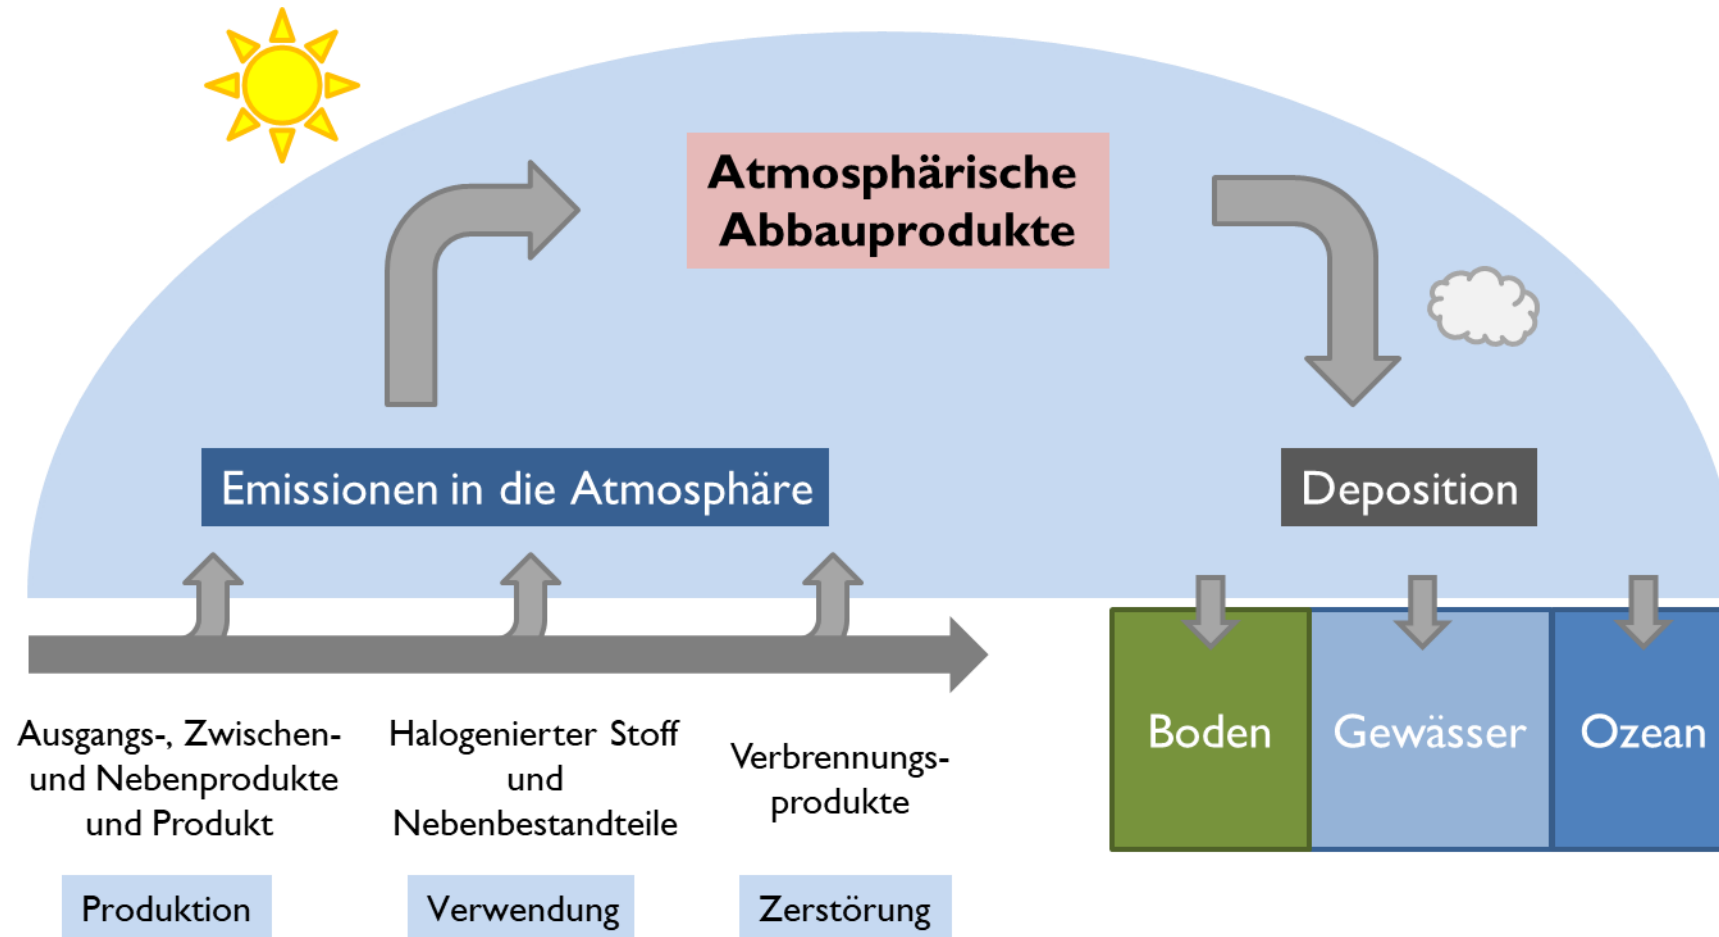 Atmosphärische
Abbauprodukte
Emissionen in die Atmosphäre
Deposition
Ausgangs-, Zwischen-
und Nebenprodukte
und Produkt
Halogenierter Stoff
und
Nebenbestandteile
Verbrennungs-
produkte
Boden
Gewässer
Ozean
Produktion
Verwendung
Zerstörung